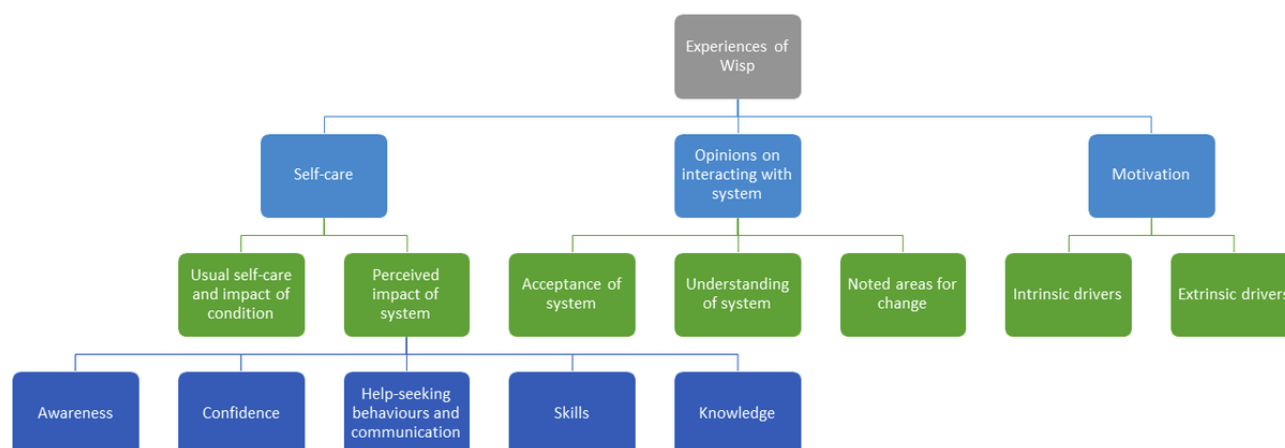 Experiences of
Wisp
Self-care
Opinions on
interacting with
system
Motivation
Usual self-care
and impact of
condition
Perceived
impact of
system
Acceptance of
system
Understanding
of system
Noted areas for
change
Intrinsic drivers
Extrinsic drivers
Awareness
Confidence
Help-seeking
behaviours and
communication
Skills
Knowledge